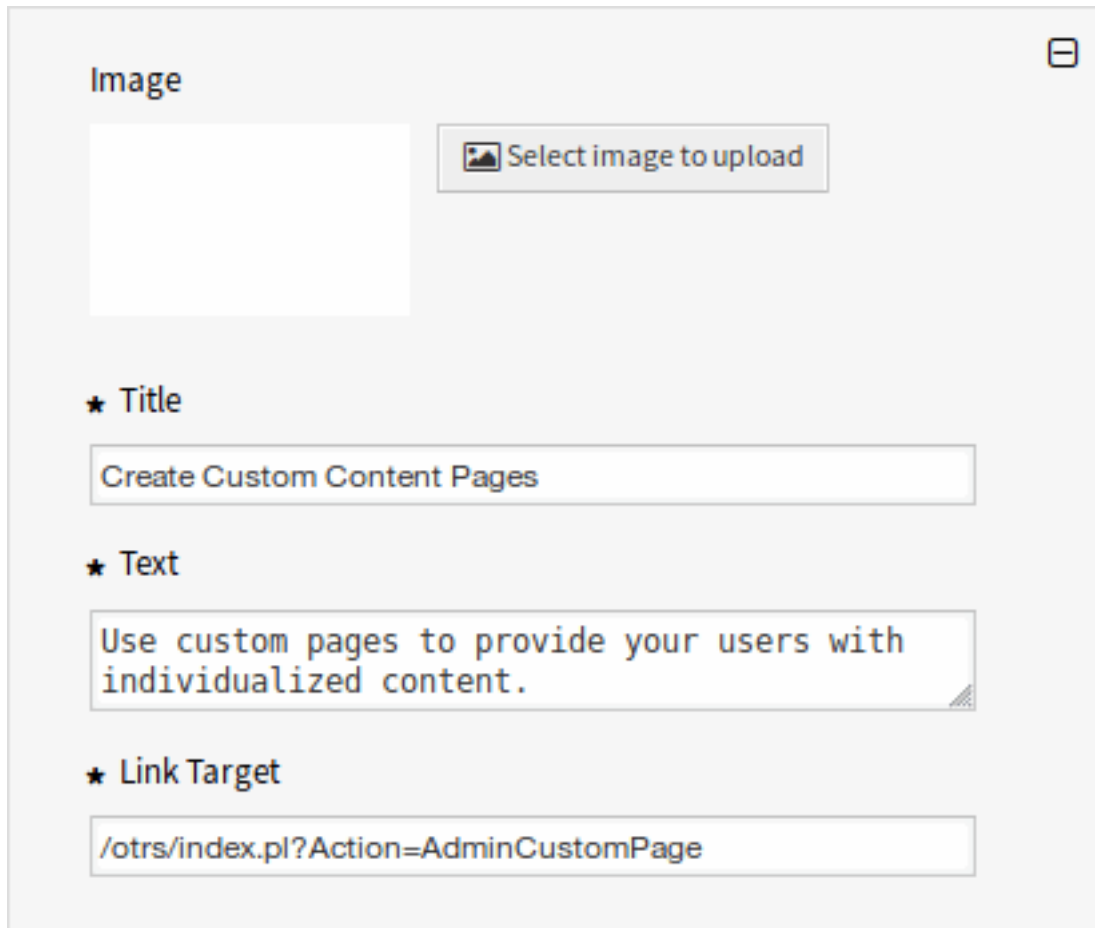 Image
Select image to upload
★ Title
Create Custom Content Pages
★ Text
Use custom pages to provide your users with
individualized content.
★ Link Target
/otrs/index.pl?Action=AdminCustomPage